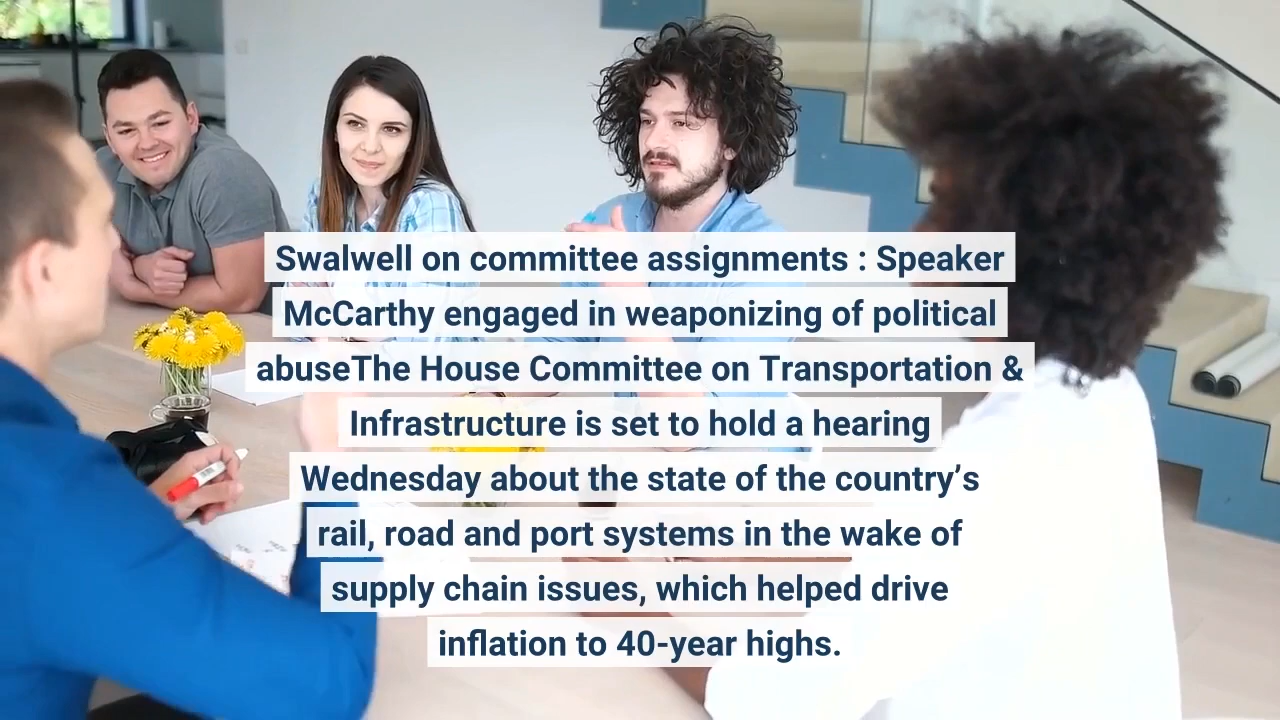 Swalwell on committee assignments : Speaker
McCarthy engaged in weaponizing of political
abuseThe House Committee on Transportation &
Infrastructure is set to hold a hearing
Wednesday about the state of the country’s
rail, road and port systems in the wake of
supply chain issues, which helped drive
inflation to 40-year highs.